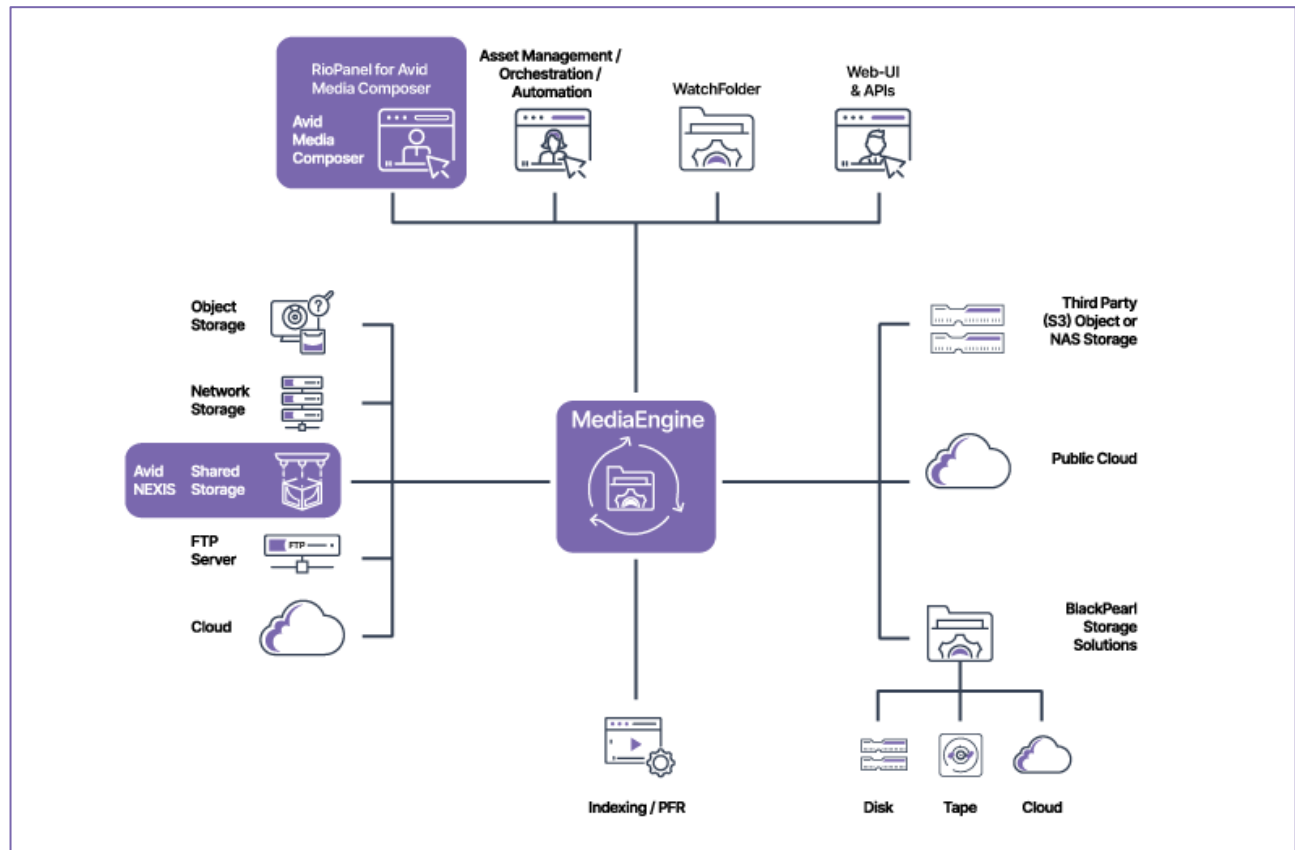 RioPanel for Avid
Media Composer
Avid
Media
Composer
Asset Management /
Orchestration /
Automation
WatchFolder
Web-UI
& APIs
Object
Storage
Network
Storage
Avid
NEXIS
Shared
Storage
FTP
Server
FTP
Cloud
MediaEngine
Third Party
(S3) Object or
NAS Storage
Public Cloud
BlackPearl
Storage
Solutions
Indexing / PFR
Disk
Tape
Cloud
?